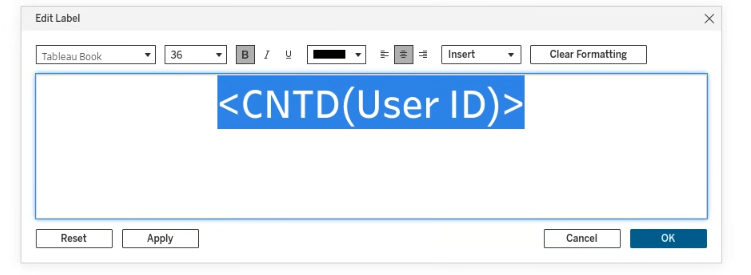 Edit Label
Tableau Book 36 B I U Insert Clear Formatting
<CNTD(User ID)>
Reset Apply Cancel OK